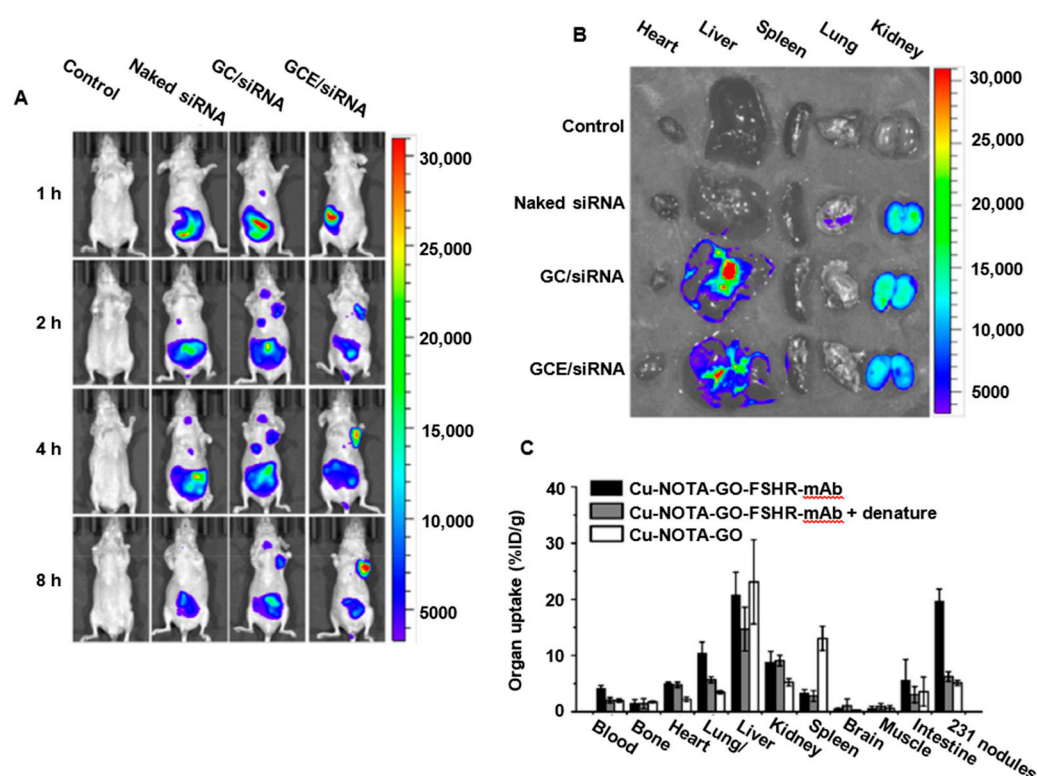 A
Control
Naked siRNA
GC/siRNA
GCE/siRNA
1 h
2 h
4 h
8 h
30,000
25,000
20,000
15,000
10,000
5000
B
Heart
Liver
Spleen
Lung
Kidney
Control
Naked siRNA
GC/siRNA
GCE/siRNA
30,000
25,000
20,000
15,000
10,000
5000
C
Cu-NOTA-GO-FSHR-mAb
Cu-NOTA-GO-FSHR-mAb + denature
Cu-NOTA-GO
Organ uptake (%ID/g)
40
30
20
10
0
Blood
Bone
Heart
Lung/
Liver
Kidney
Spleen
Brain
Muscle
Intestine
231 nodules